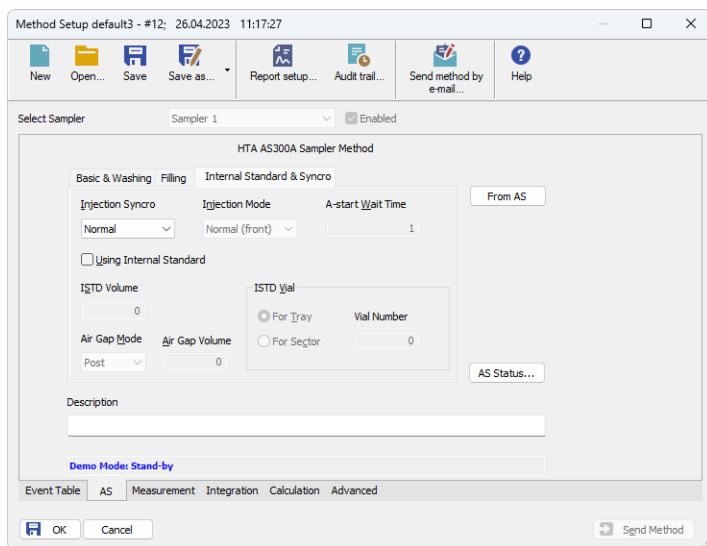 Method Setup default3 - #12; 26.04.2023 11:17:27
New Open... Save Save as... Report setup... Audit trail... Send method by e-mail... Help
Select Sampler Sampler 1 Enabled
HTA AS300A Sampler Method
Basic & Washing Filling Internal Standard & Syncro
From AS
Injection Syncro Injection Mode A-start Wait Time
Normal Normal (front) 1
Using Internal Standard
ISTD Volume ISTD Vial
0 For Tray Vial Number
Air Gap Mode Air Gap Volume For Sector 0
Post 0
AS Status...
Description
Demo Mode: Stand-by
Event Table AS Measurement Integration Calculation Advanced
OK Cancel Send Method